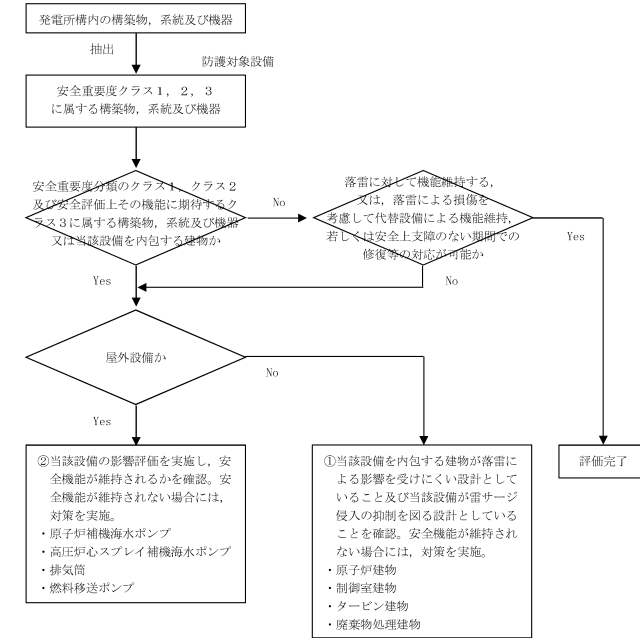 発電所構内の構築物，系統及び機器
抽出
防護対象設備
安全重要度クラス１，２，３
に属する構築物，系統及び機器
安全重要度分類のクラス１，クラス２
及び安全評価上その機能に期待するク
ラス３に属する構築物，系統及び機器
又は当該設備を内包する建物か
No
落雷に対して機能維持する，
又は，落雷による損傷を
考慮して代替設備による機能維持，
若しくは安全上支障のない期間での
修復等の対応が可能か
Yes
Yes
No
屋外設備か
No
Yes
②当該設備の影響評価を実施し，安
全機能が維持されるかを確認。安
全機能が維持されない場合には，
対策を実施。
・原子炉補機海水ポンプ
・高圧炉心スプレイ補機海水ポンプ
・排気筒
・燃料移送ポンプ
①当該設備を内包する建物が落雷に
よる影響を受けにくい設計として
いること及び当該設備が雷サージ
侵入の抑制を図る設計としている
ことを確認。安全機能が維持され
ない場合には，対策を実施。
・原子炉建物
・制御室建物
・タービン建物
・廃棄物処理建物
評価完了